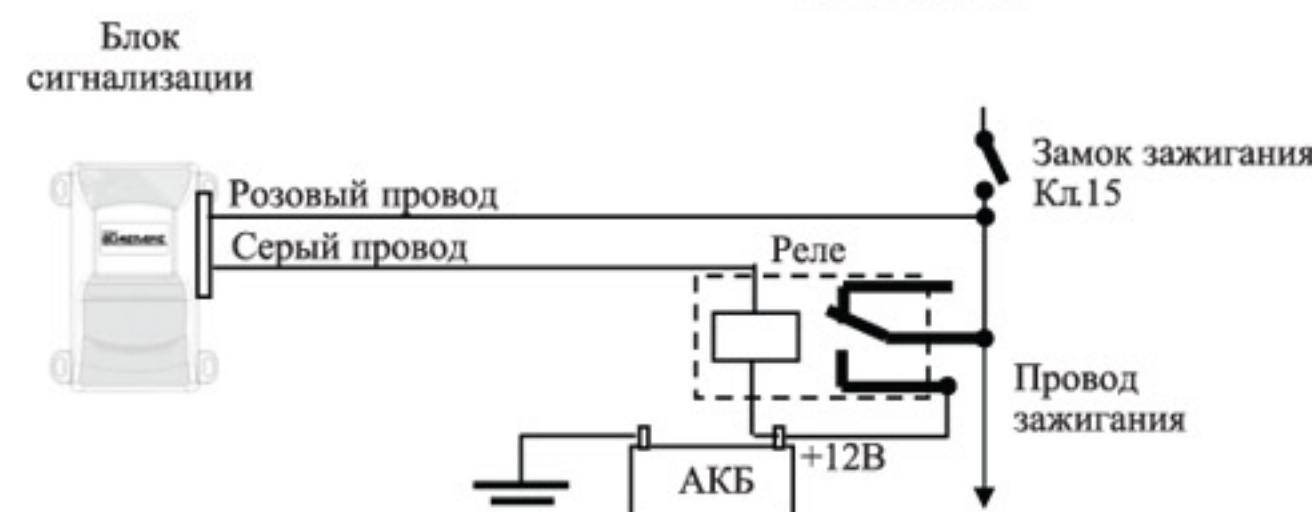 Блок
сигнализации
Розовый провод
Серый провод
Реле
Замок зажигания
Кл.15
Провод
зажигания
+12В
АКБ